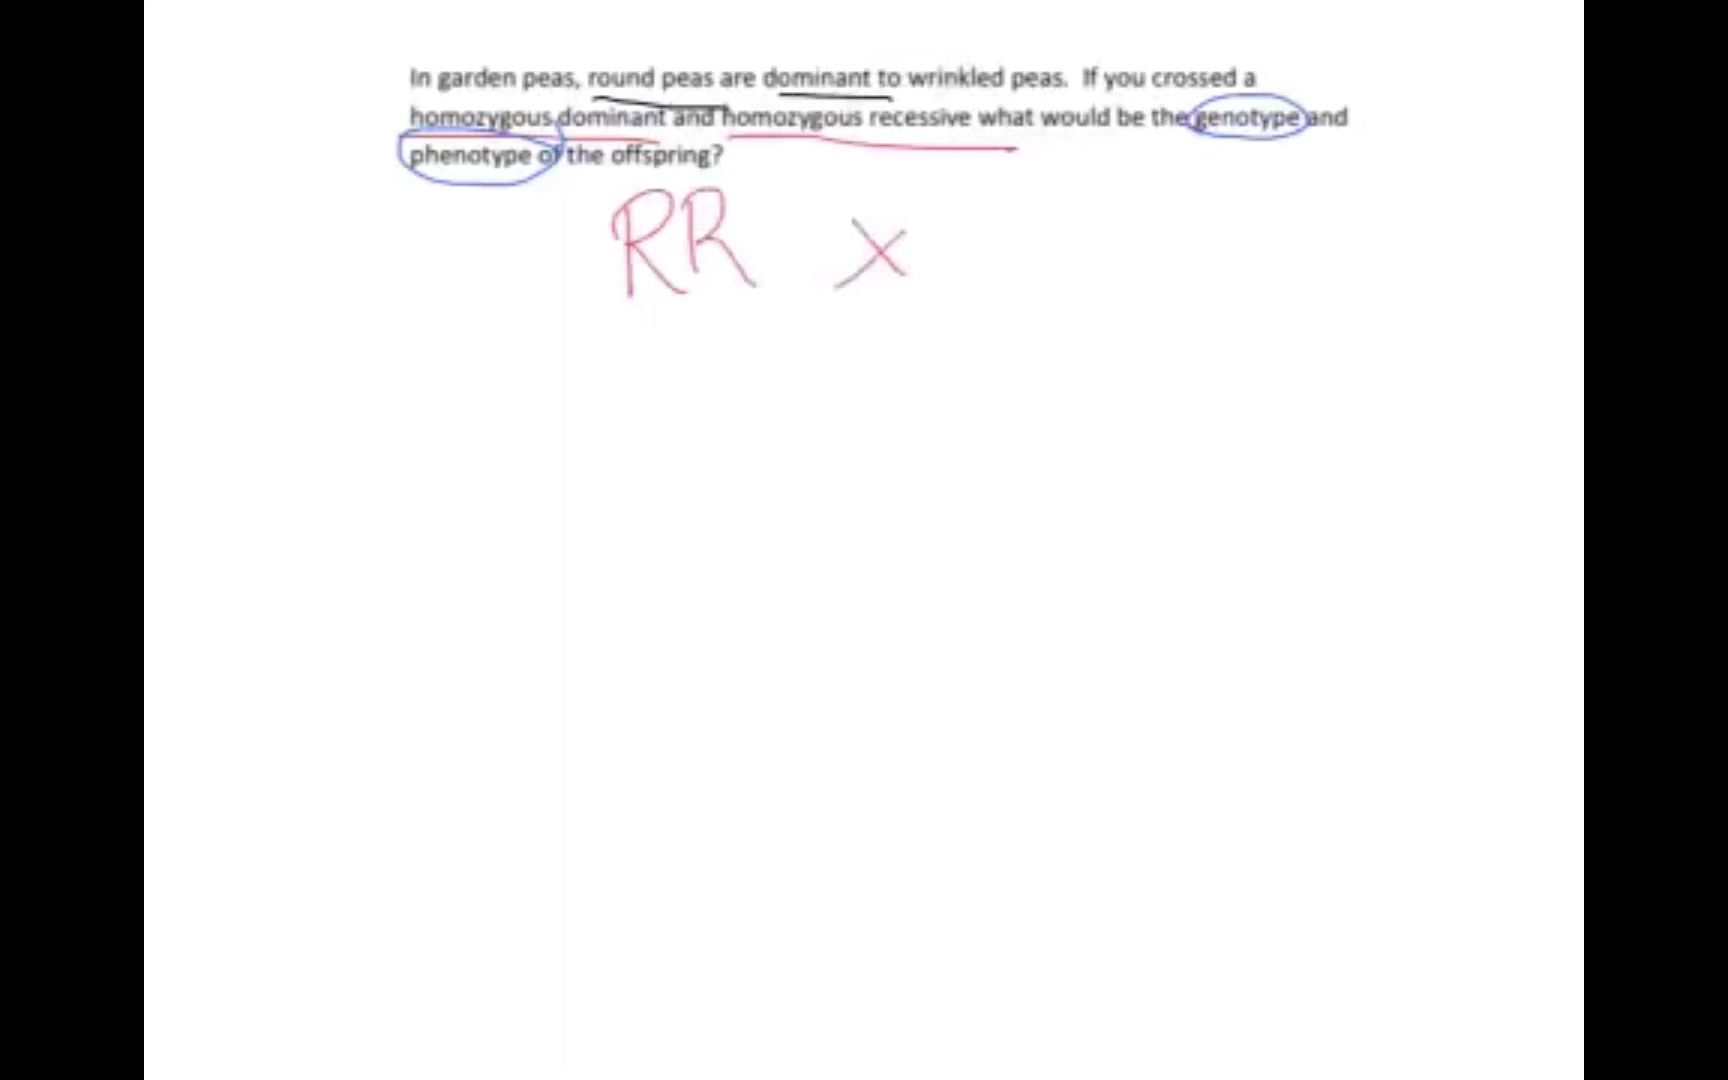 In garden peas, round peas are dominant to wrinkled peas. If you crossed a
homozygous dominant and homozygous recessive what would be the genotype and
phenotype of the offspring?
RR X